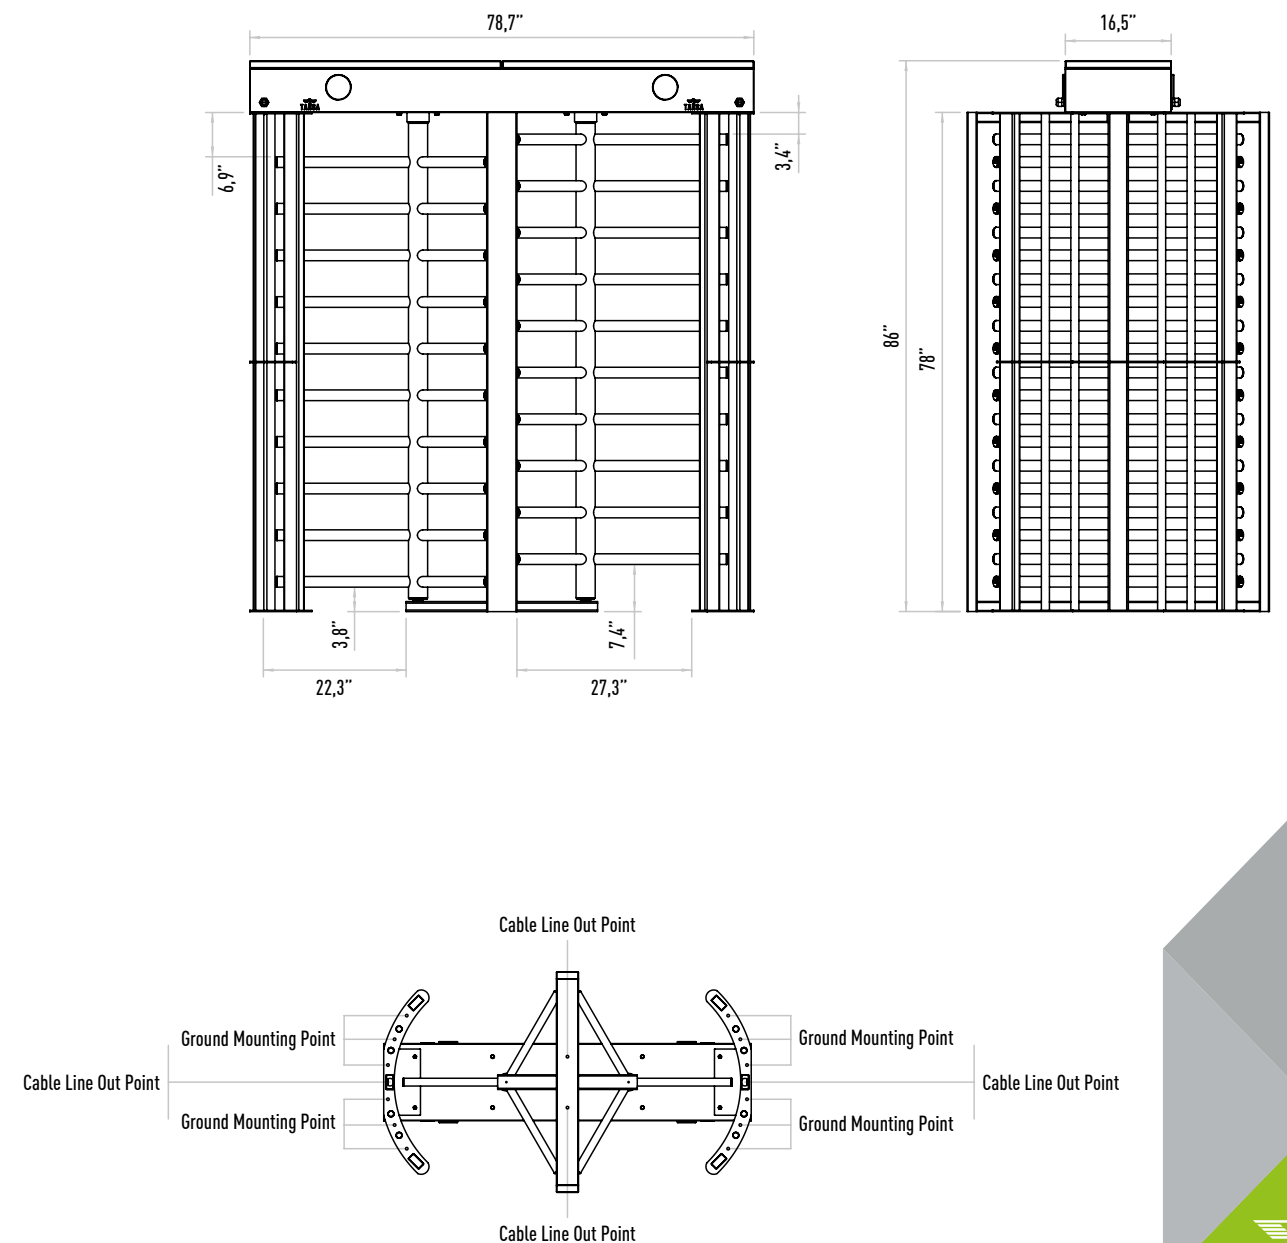 78,7”
16,5”
TANSA
TANSA
6,9”
3,4”
86”
78”
3,8”
7,4”
22,3”
27,3”
Cable Line Out Point
Ground Mounting Point
Ground Mounting Point
Cable Line Out Point
Cable Line Out Point
Ground Mounting Point
Ground Mounting Point
Cable Line Out Point